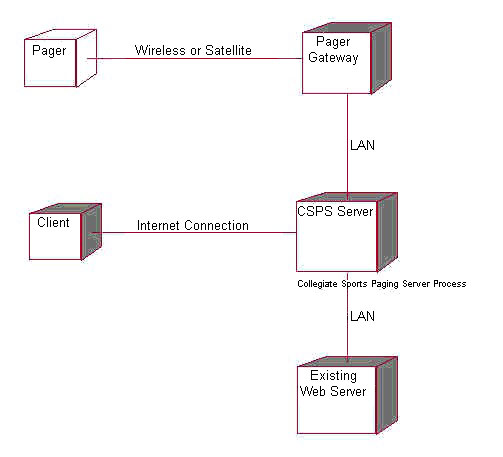 Pager
Wireless or Satellite
Pager
Gateway
LAN
Client
Internet Connection
CSPS Server
Collegiate Sports Paging Server Process
LAN
Existing
Web Server